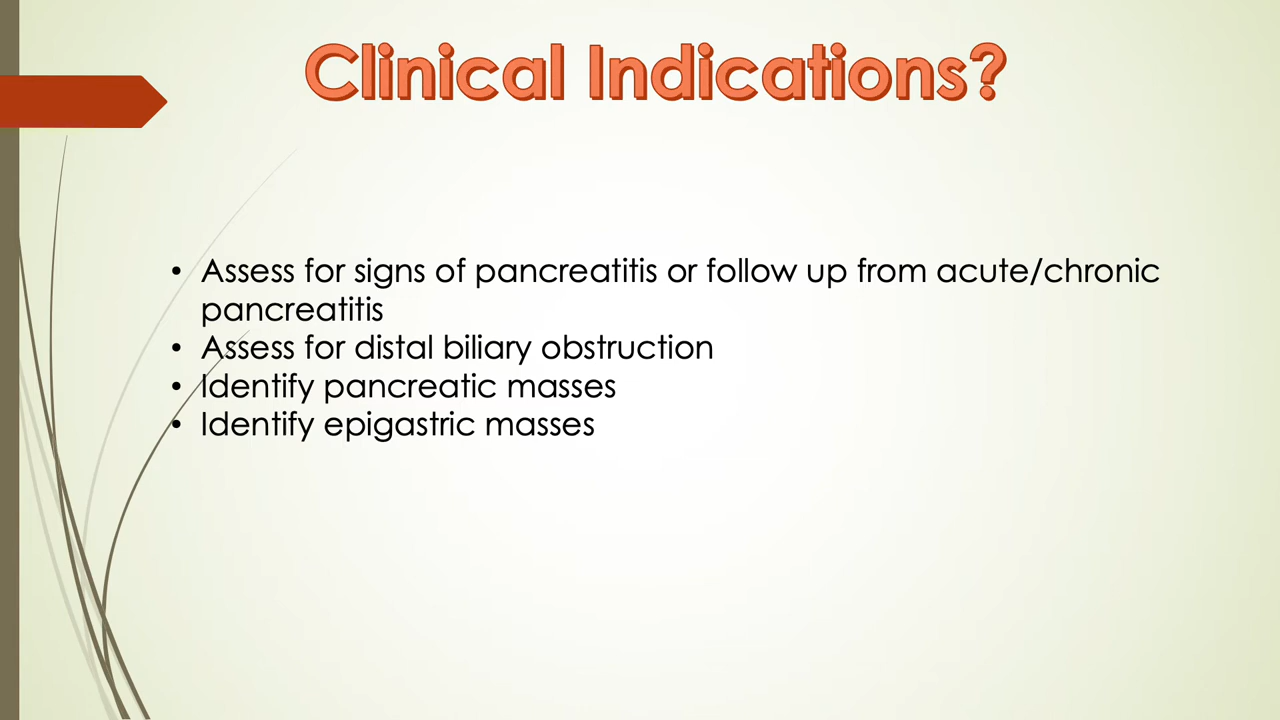 Clinical Indications?
• Assess for signs of pancreatitis or follow up from acute/chronic
pancreatitis
• Assess for distal biliary obstruction
• Identify pancreatic masses
• Identify epigastric masses